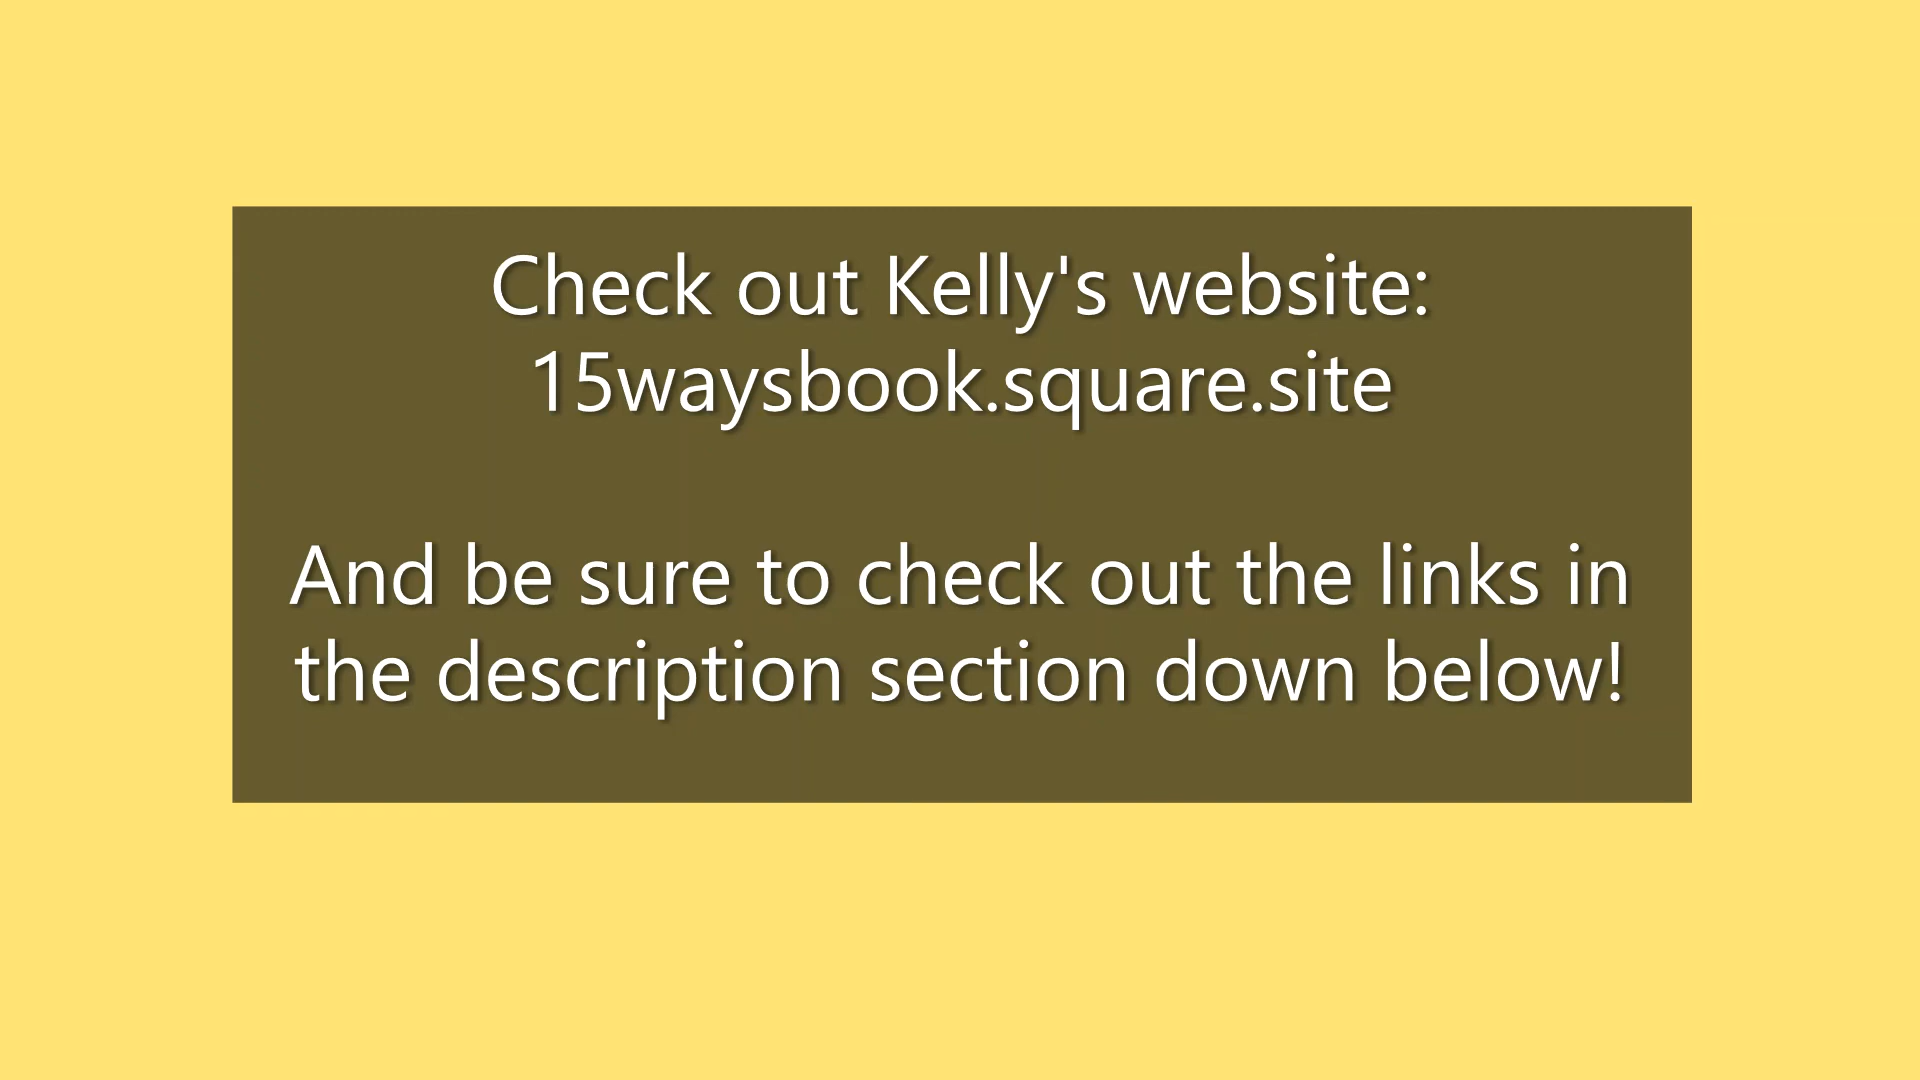 Check out Kelly's website:
15waysbook.square.site
And be sure to check out the links in
the description section down below!